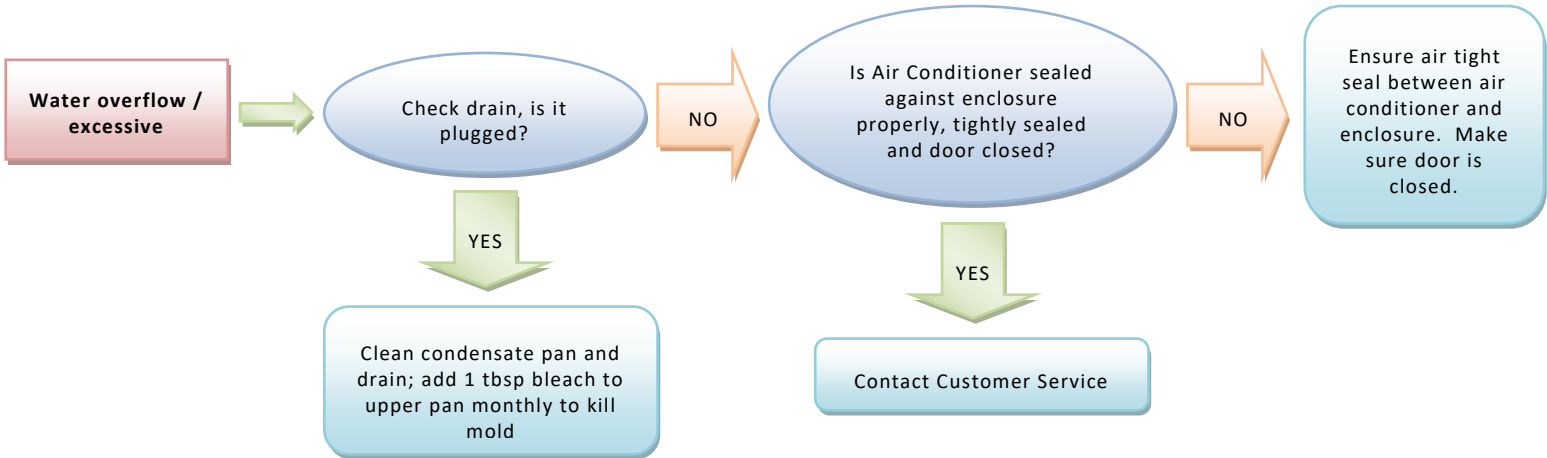 Water overflow /
excessive
Check drain, is it
plugged?
NO
Is Air Conditioner sealed
against enclosure
properly, tightly sealed
and door closed?
NO
Ensure air tight
seal between air
conditioner and
enclosure.  Make
sure door is
closed.
YES
YES
Clean condensate pan and
drain; add 1 tbsp bleach to
upper pan monthly to kill
mold
Contact Customer Service